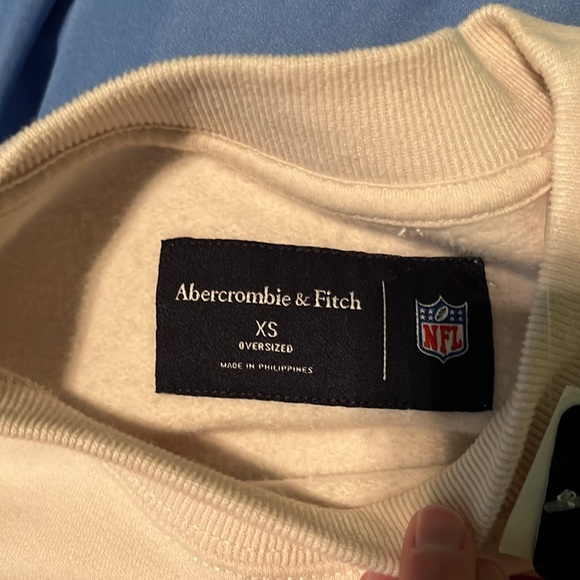 Abercrombie & Fitch
XS
OVERSIZED
MADE IN PHILIPPINES
NFL